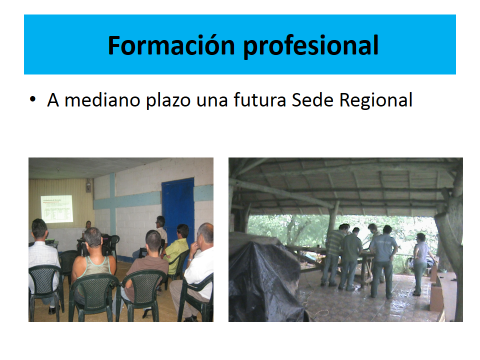 Formación profesional
• A mediano plazo una futura Sede Regional